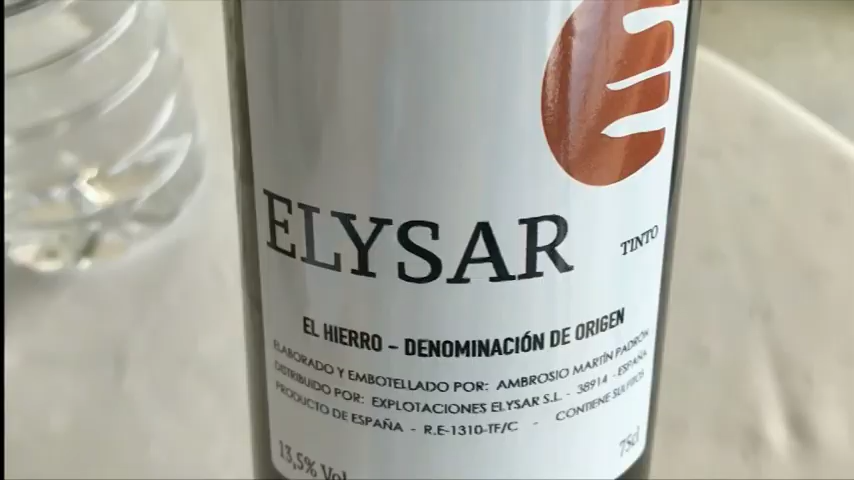 ELYSAR
TINTO
EL HIERRO - DENOMINACIÓN DE ORIGEN
ELABORADO Y EMBOTELLADO POR: AMBROSIO MARTÍN PADRÓN
DISTRIBUIDO POR: EXPLOTACIONES ELYSAR S.L. - 38914 - ESPAÑA
PRODUCTO DE ESPAÑA - R.E-1310-TF/C - CONTIENE SULFITOS
13,5% Vol
75cl